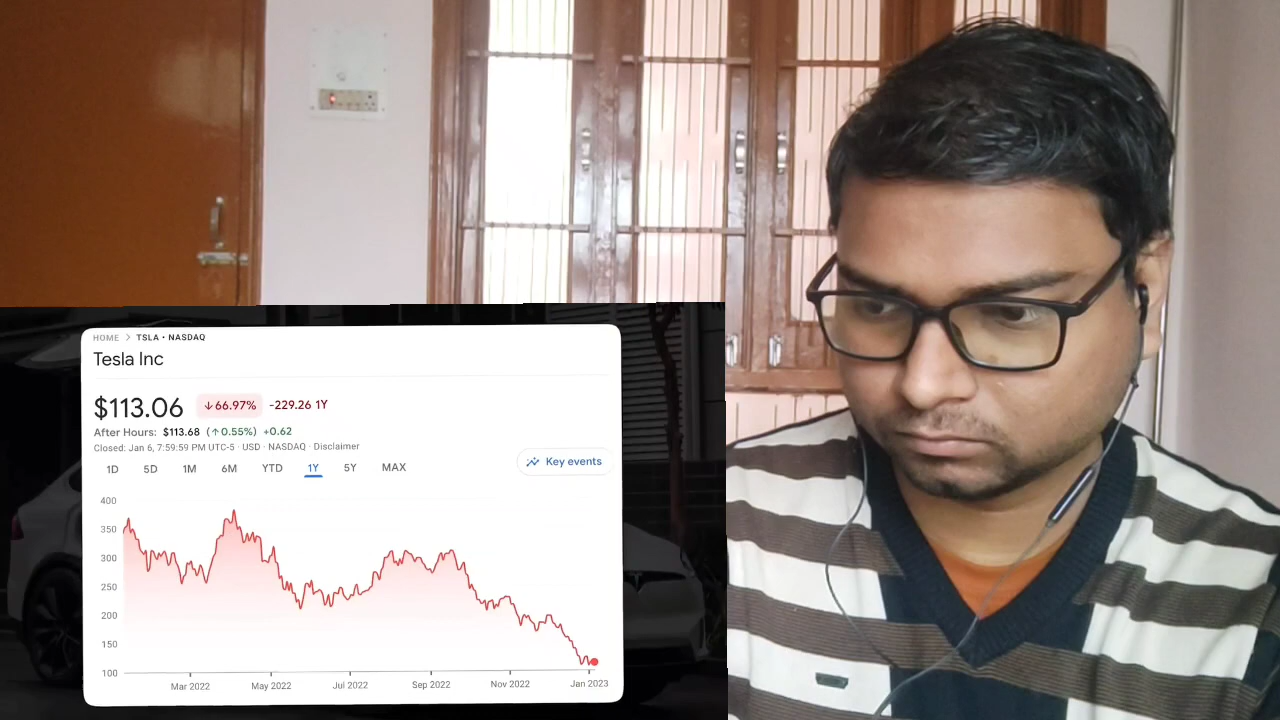 HOME > TSLA • NASDAQ
Tesla Inc
$113.06 ↓66.97% -229.26 1Y
After Hours: $113.68 (↑0.55%) +0.62
Closed: Jan 6, 7:59:59 PM UTC-5 · USD · NASDAQ · Disclaimer
1D 5D 1M 6M YTD 1Y 5Y MAX
Key events
400
350
300
250
200
150
100
Mar 2022 May 2022 Jul 2022 Sep 2022 Nov 2022 Jan 2023